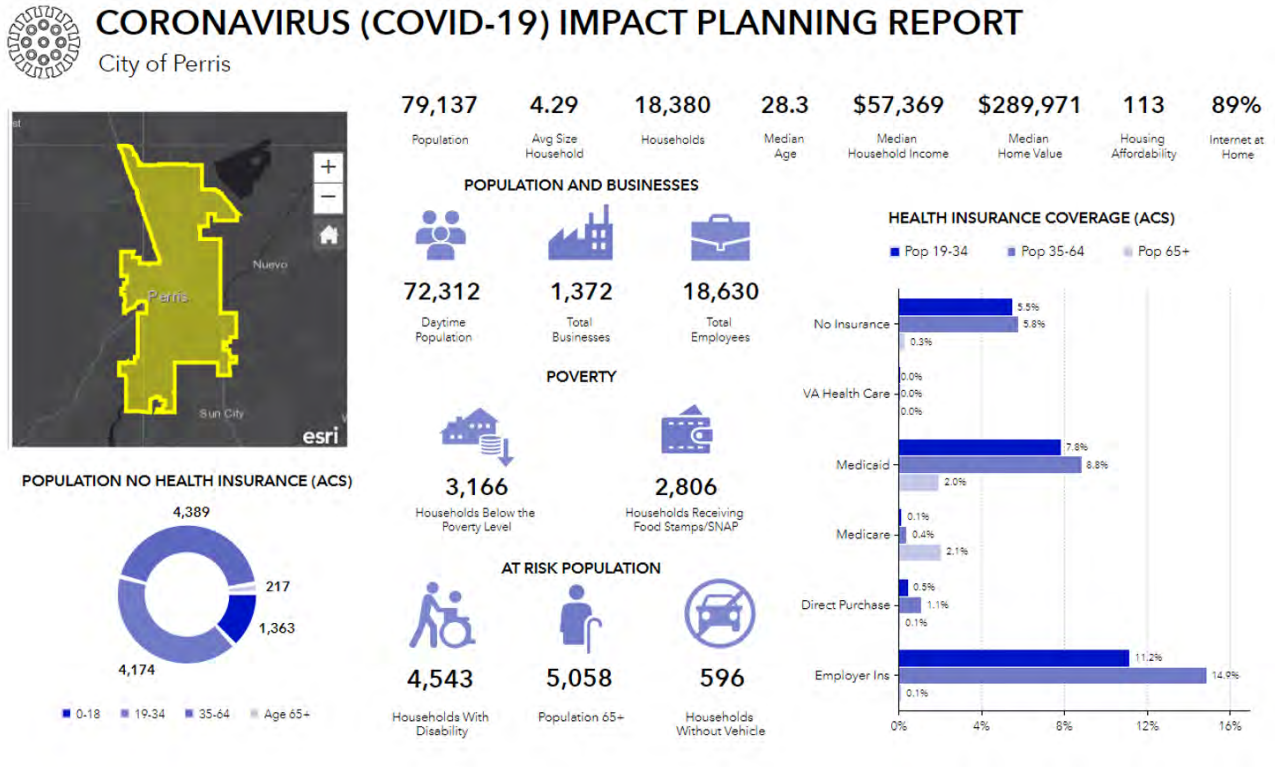 CORONAVIRUS (COVID-19) IMPACT PLANNING REPORT
City of Perris
79,137
Population
4.29
Avg Size
Household
18,380
Households
28.3
Median
Age
$57,369
Median
Household Income
$289,971
Median
Home Value
113
Housing
Affordability
89%
Internet at
Home
st
+
−
Nuevo
Perris
Sun City
esri
POPULATION NO HEALTH INSURANCE (ACS)
4,389
217
1,363
4,174
0-18
19-34
35-64
Age 65+
POPULATION AND BUSINESSES
72,312
Daytime
Population
1,372
Total
Businesses
18,630
Total
Employees
POVERTY
3,166
Households Below the
Poverty Level
2,806
Households Receiving
Food Stamps/SNAP
AT RISK POPULATION
4,543
Households With
Disability
5,058
Population 65+
596
Households
Without Vehicle
HEALTH INSURANCE COVERAGE (ACS)
Pop 19-34
Pop 35-64
Pop 65+
No Insurance
5.5%
5.8%
0.3%
VA Health Care
0.0%
0.0%
0.0%
Medicaid
7.8%
8.8%
2.0%
Medicare
0.1%
0.4%
2.1%
Direct Purchase
0.5%
1.1%
0.1%
Employer Ins
11.2%
14.9%
0.1%
0%
4%
8%
12%
16%